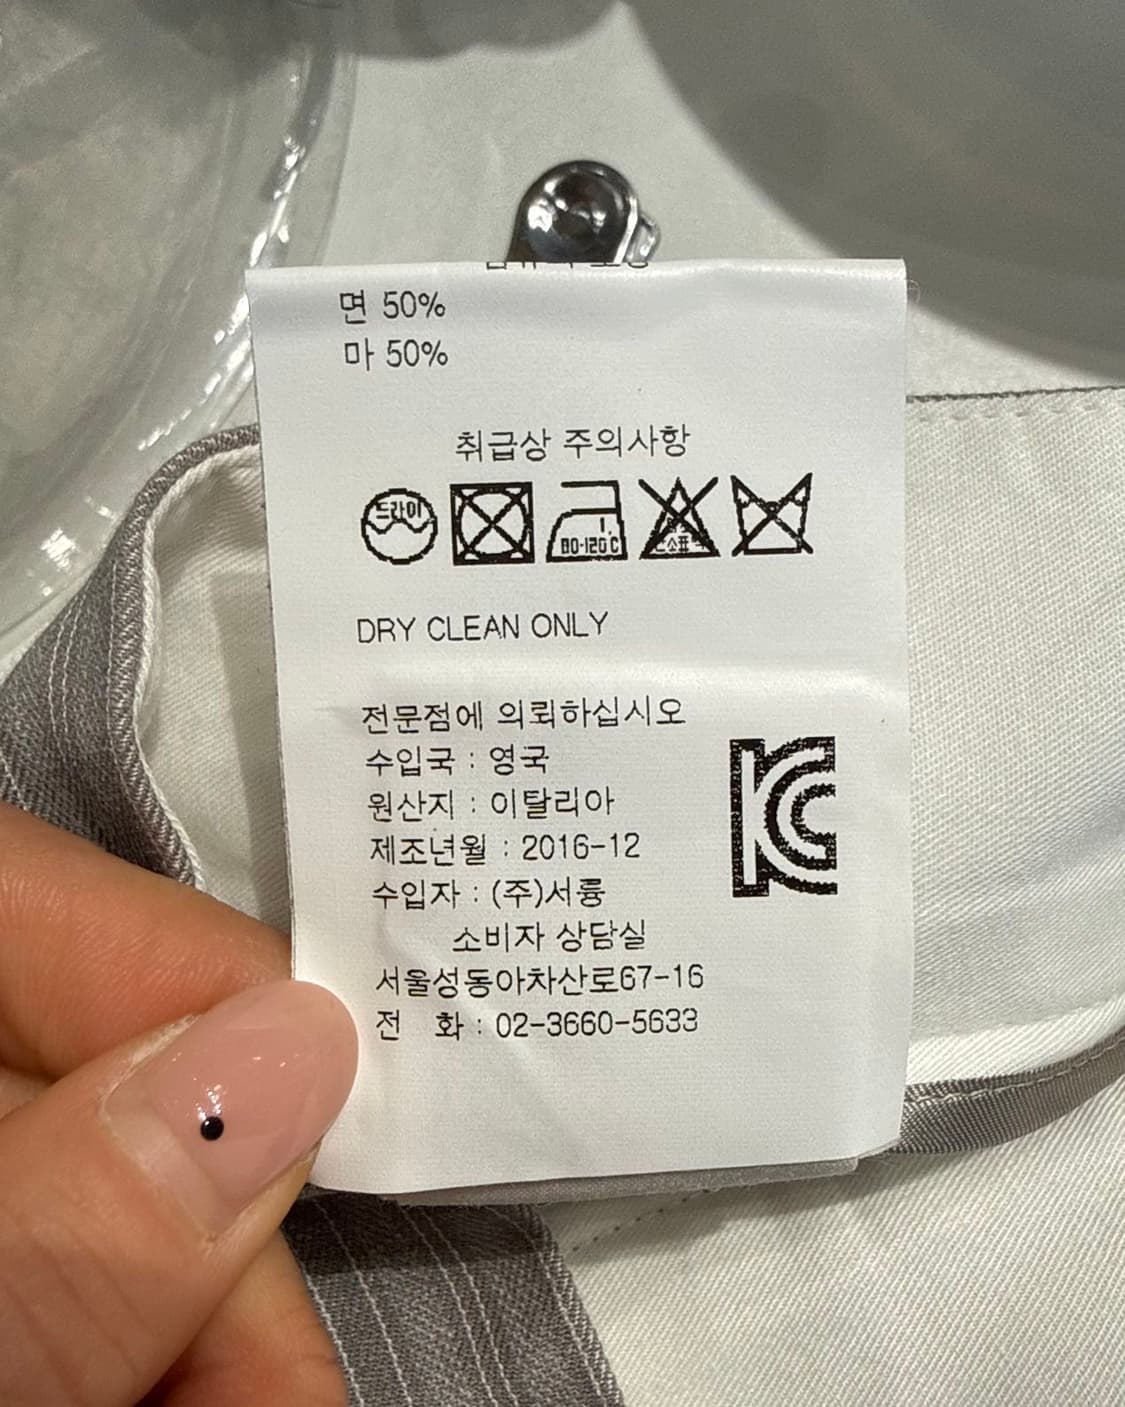 면 50%
마 50%
취급상 주의사항
드라이
80-120℃
DRY CLEAN ONLY
전문점에 의뢰하십시오
수입국 : 영국
원산지 : 이탈리아
제조년월 : 2016-12
수입자 : (주)서륭
소비자 상담실
서울성동아차산로67-16
전 화 : 02-3660-5633
KC